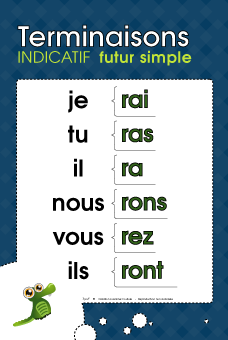 Terminaisons
INDICATIF futur simple
je rai
tu ras
il ra
nous rons
vous rez
ils ront